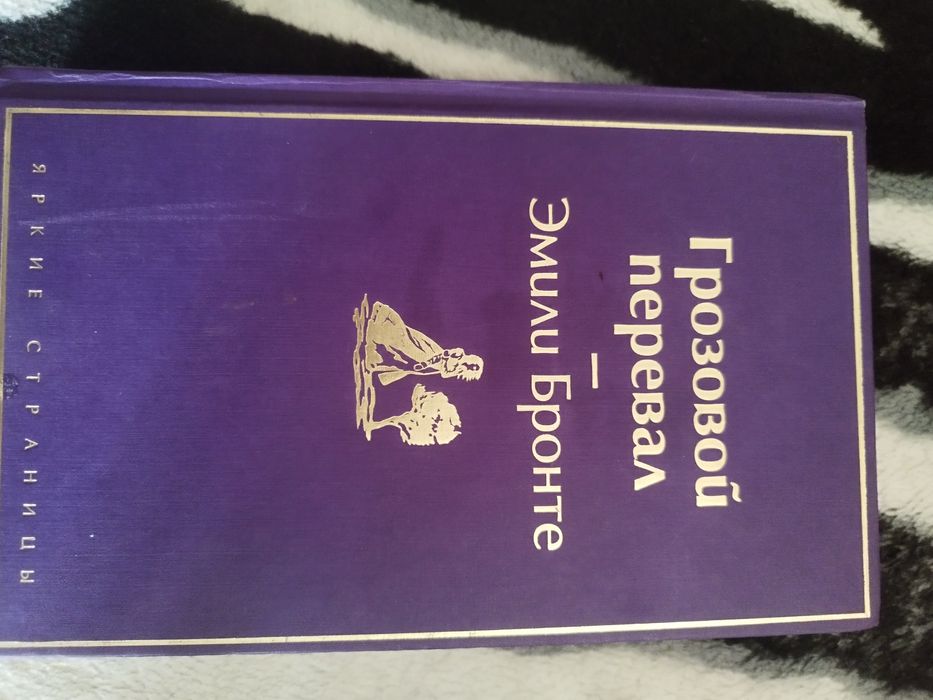 Грозовой
перевал
—
Эмили Бронте
ЯРКИЕ СТРАНИЦЫ